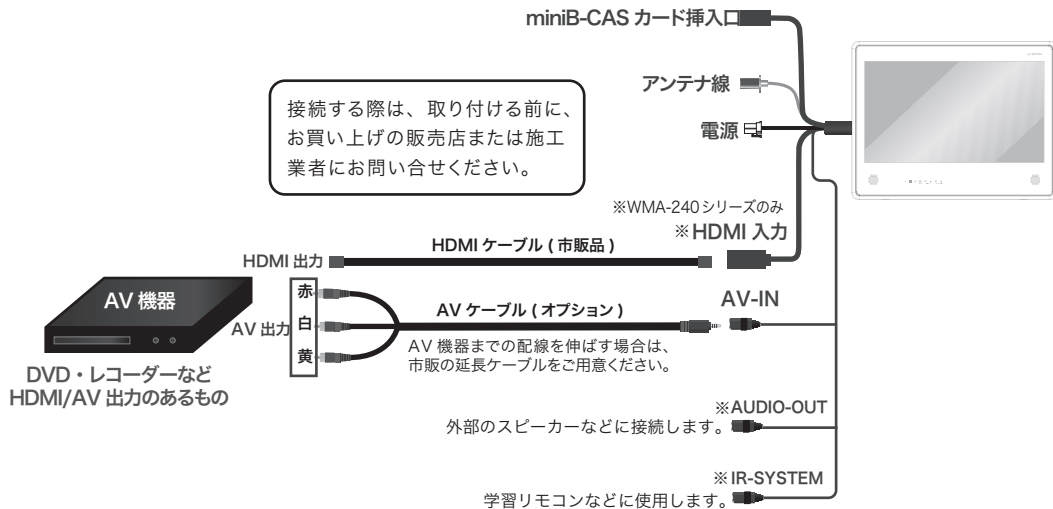 miniB-CAS カード挿入口
アンテナ線
電源
接続する際は、取り付ける前に、
お買い上げの販売店または施工
業者にお問い合せください。
※WMA-240シリーズのみ
※HDMI 入力
HDMI ケーブル ( 市販品 )
HDMI 出力
AV 機器
赤
白
黄
AV 出力
AV ケーブル ( オプション )
AV-IN
AV 機器までの配線を伸ばす場合は、
市販の延長ケーブルをご用意ください。
DVD・レコーダーなど
HDMI/AV 出力のあるもの
※AUDIO-OUT
外部のスピーカーなどに接続します。
※IR-SYSTEM
学習リモコンなどに使用します。